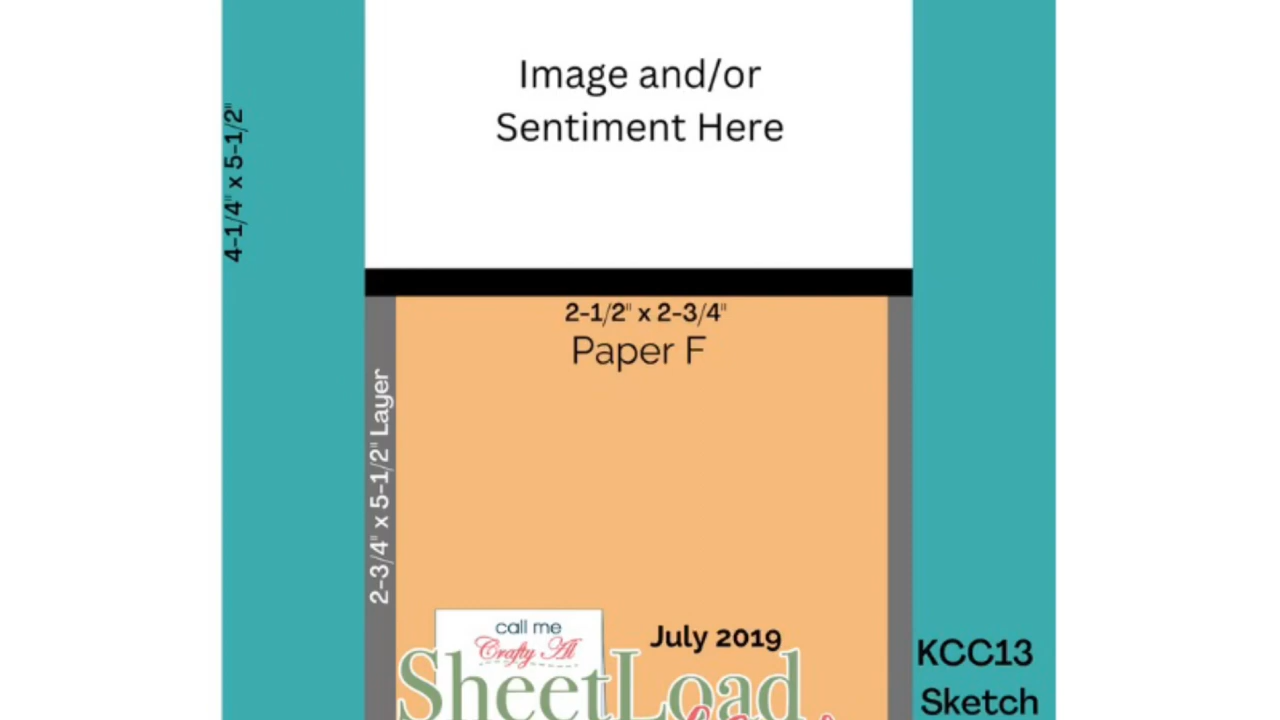 Image and/or
Sentiment Here
4-1/4" x 5-1/2"
2-1/2" x 2-3/4"
Paper F
2-3/4" x 5-1/2" Layer
call me
Crafty Al
July 2019
SheetLoad
KCC13
Sketch